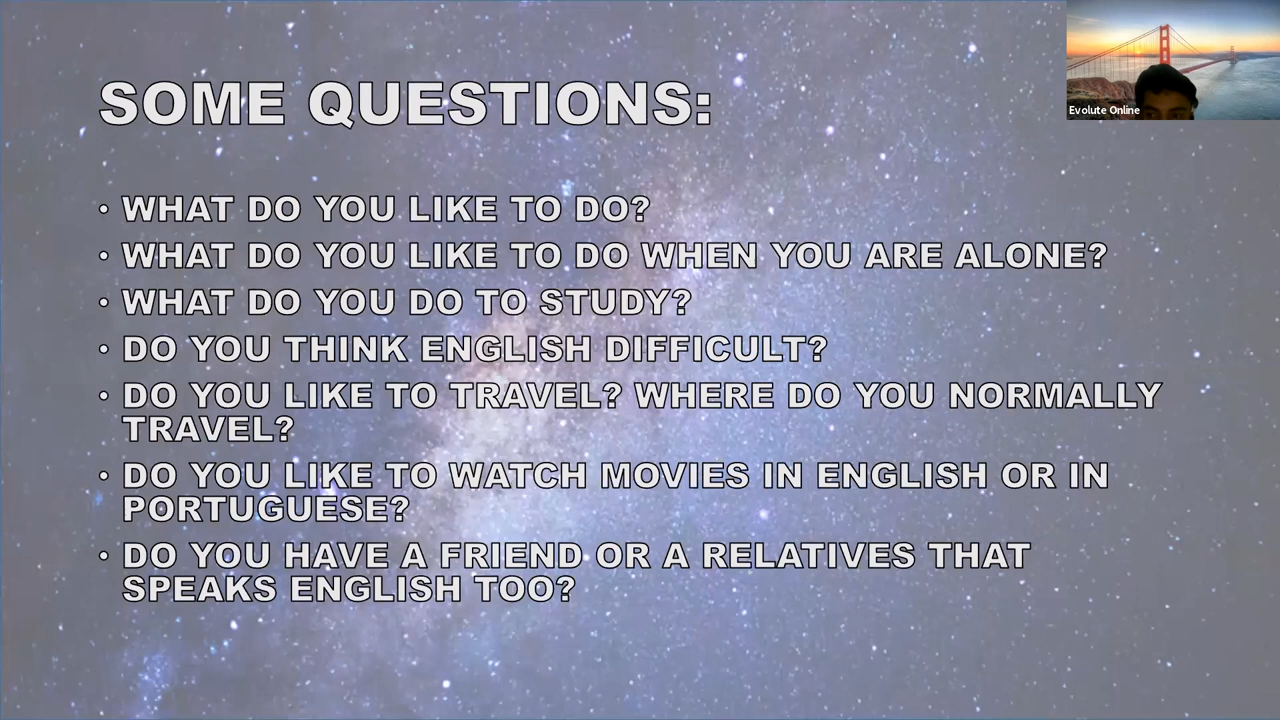 SOME QUESTIONS:
Evolute Online
• WHAT DO YOU LIKE TO DO?
• WHAT DO YOU LIKE TO DO WHEN YOU ARE ALONE?
• WHAT DO YOU DO TO STUDY?
• DO YOU THINK ENGLISH DIFFICULT?
• DO YOU LIKE TO TRAVEL? WHERE DO YOU NORMALLY
TRAVEL?
• DO YOU LIKE TO WATCH MOVIES IN ENGLISH OR IN
PORTUGUESE?
• DO YOU HAVE A FRIEND OR A RELATIVES THAT
SPEAKS ENGLISH TOO?